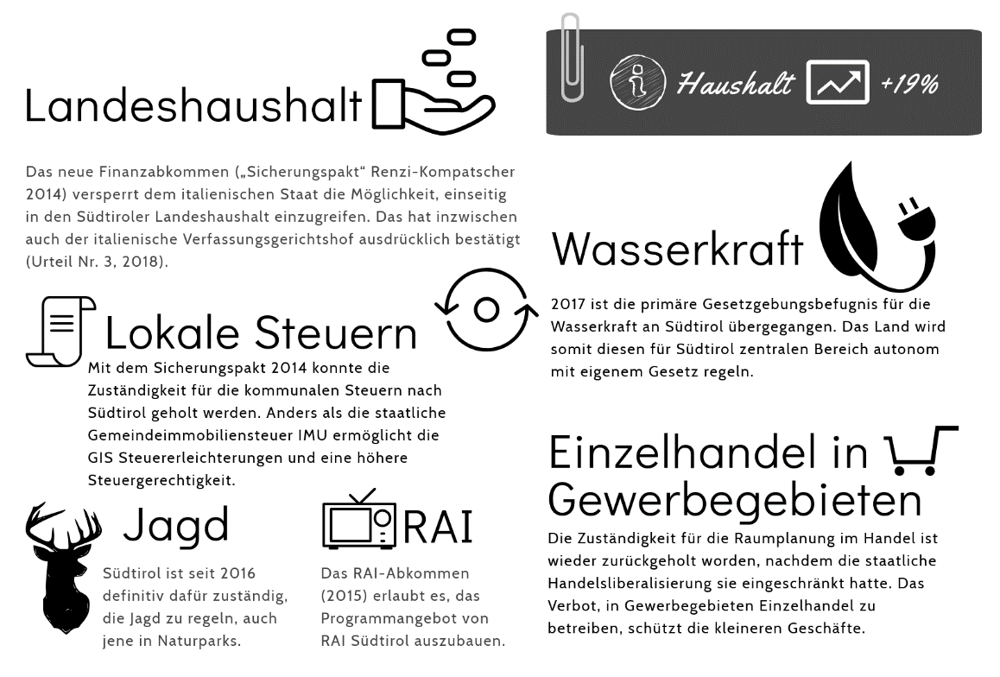 Landeshaushalt
Das neue Finanzabkommen („Sicherungspakt“ Renzi-Kompatscher
2014) versperrt dem italienischen Staat die Möglichkeit, einseitig
in den Südtiroler Landeshaushalt einzugreifen. Das hat inzwischen
auch der italienische Verfassungsgerichtshof ausdrücklich bestätigt
(Urteil Nr. 3, 2018).
Lokale Steuern
Mit dem Sicherungspakt 2014 konnte die
Zuständigkeit für die kommunalen Steuern nach
Südtirol geholt werden. Anders als die staatliche
Gemeindeimmobiliensteuer IMU ermöglicht die
GIS Steuererleichterungen und eine höhere
Steuergerechtigkeit.
Jagd
Südtirol ist seit 2016
definitiv dafür zuständig,
die Jagd zu regeln, auch
jene in Naturparks.
RAI
Das RAI-Abkommen
(2015) erlaubt es, das
Programmangebot von
RAI Südtirol auszubauen.
i Haushalt +19%
Wasserkraft
2017 ist die primäre Gesetzgebungsbefugnis für die
Wasserkraft an Südtirol übergegangen. Das Land wird
somit diesen für Südtirol zentralen Bereich autonom
mit eigenem Gesetz regeln.
Einzelhandel in
Gewerbegebieten
Die Zuständigkeit für die Raumplanung im Handel ist
wieder zurückgeholt worden, nachdem die staatliche
Handelsliberalisierung sie eingeschränkt hatte. Das
Verbot, in Gewerbegebieten Einzelhandel zu
betreiben, schützt die kleineren Geschäfte.